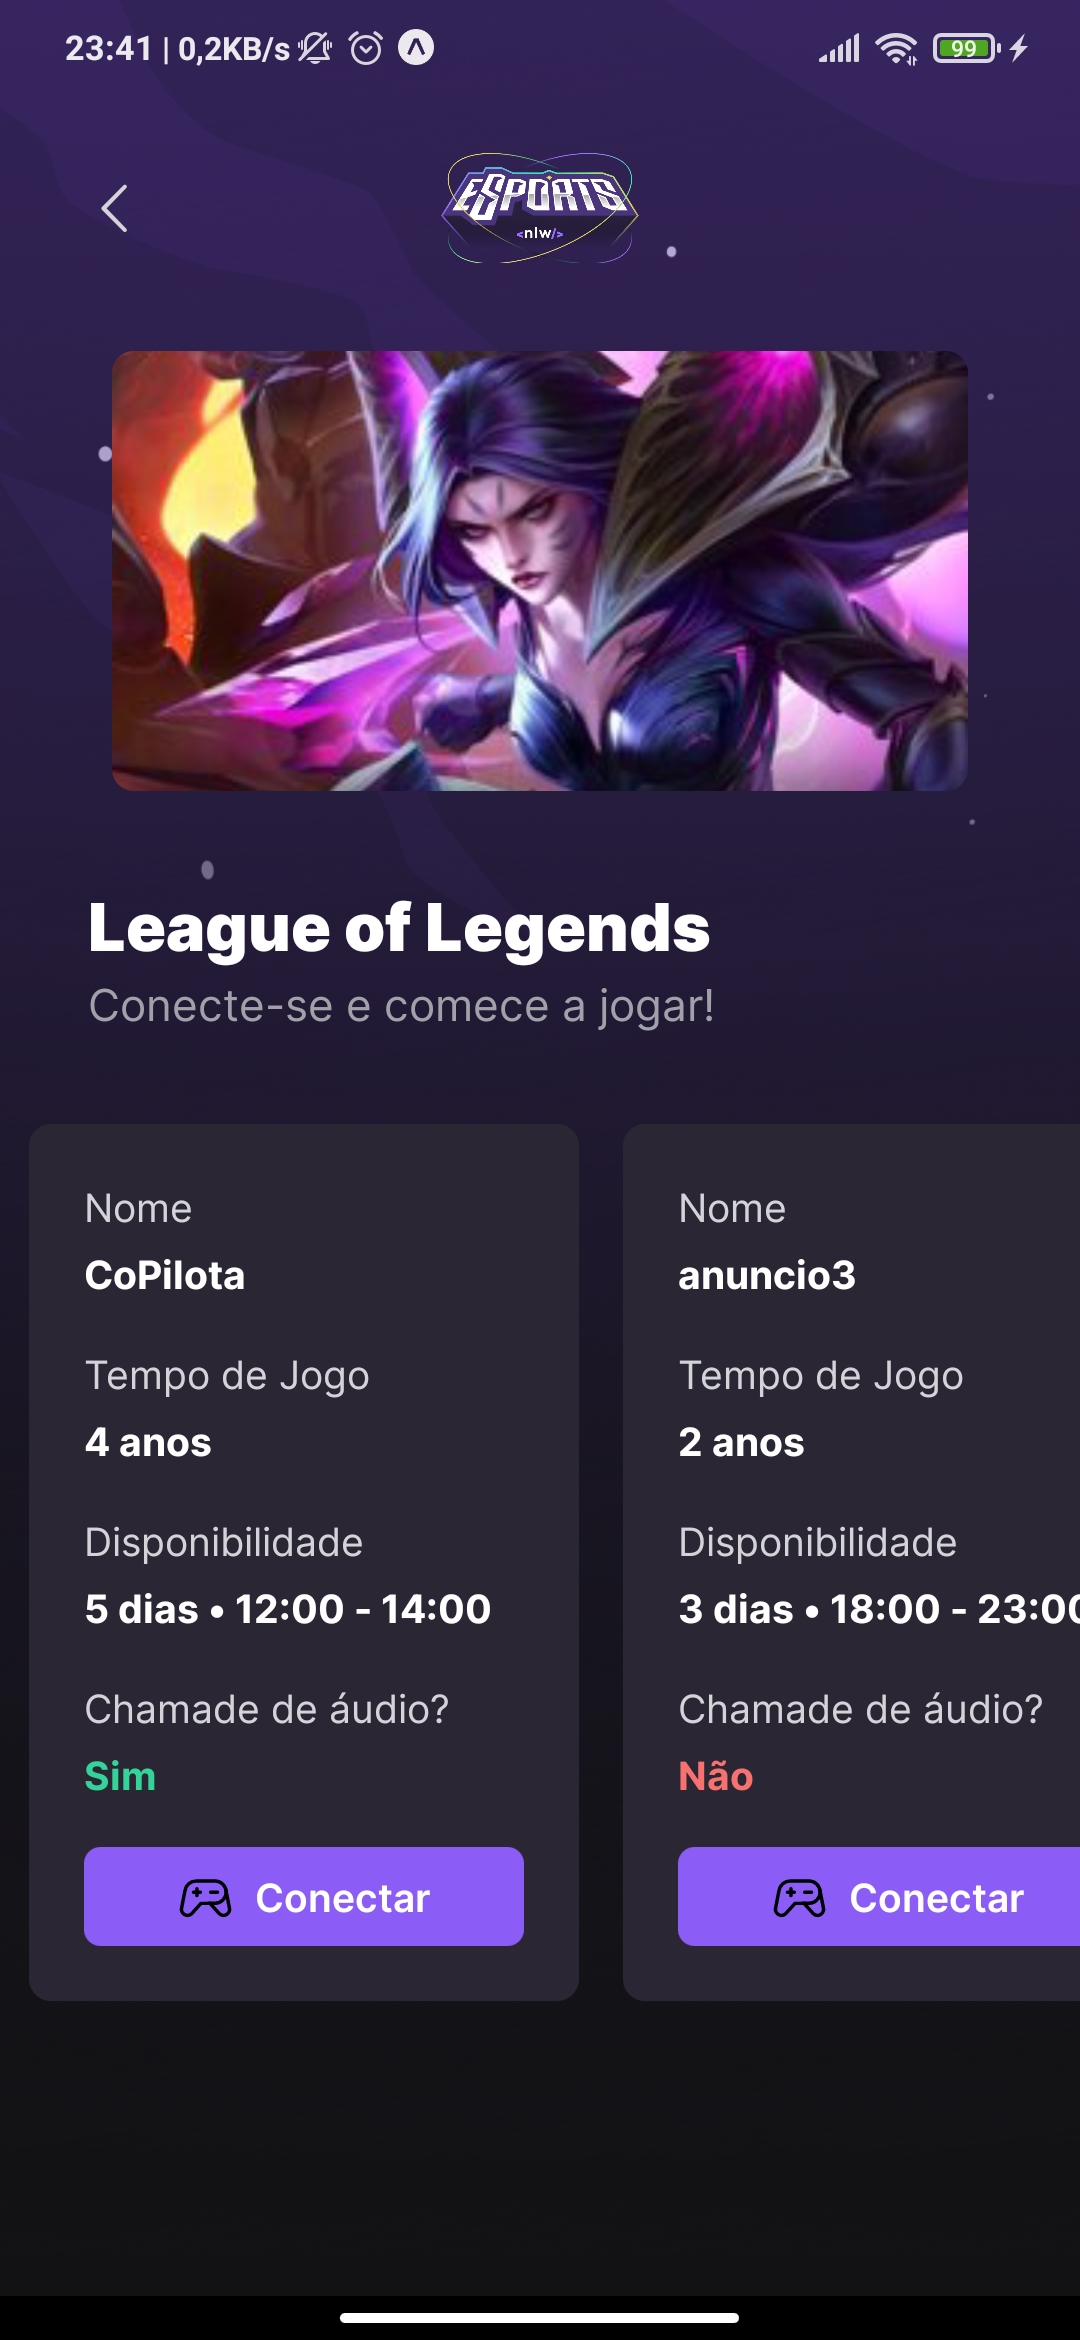 23:41 | 0,2KB/s
99
ESPORTS
<nlw/>
League of Legends
Conecte-se e comece a jogar!
Nome
CoPilota
Tempo de Jogo
4 anos
Disponibilidade
5 dias • 12:00 - 14:00
Chamade de áudio?
Sim
Conectar
Nome
anuncio3
Tempo de Jogo
2 anos
Disponibilidade
3 dias • 18:00 - 23:00
Chamade de áudio?
Não
Conectar